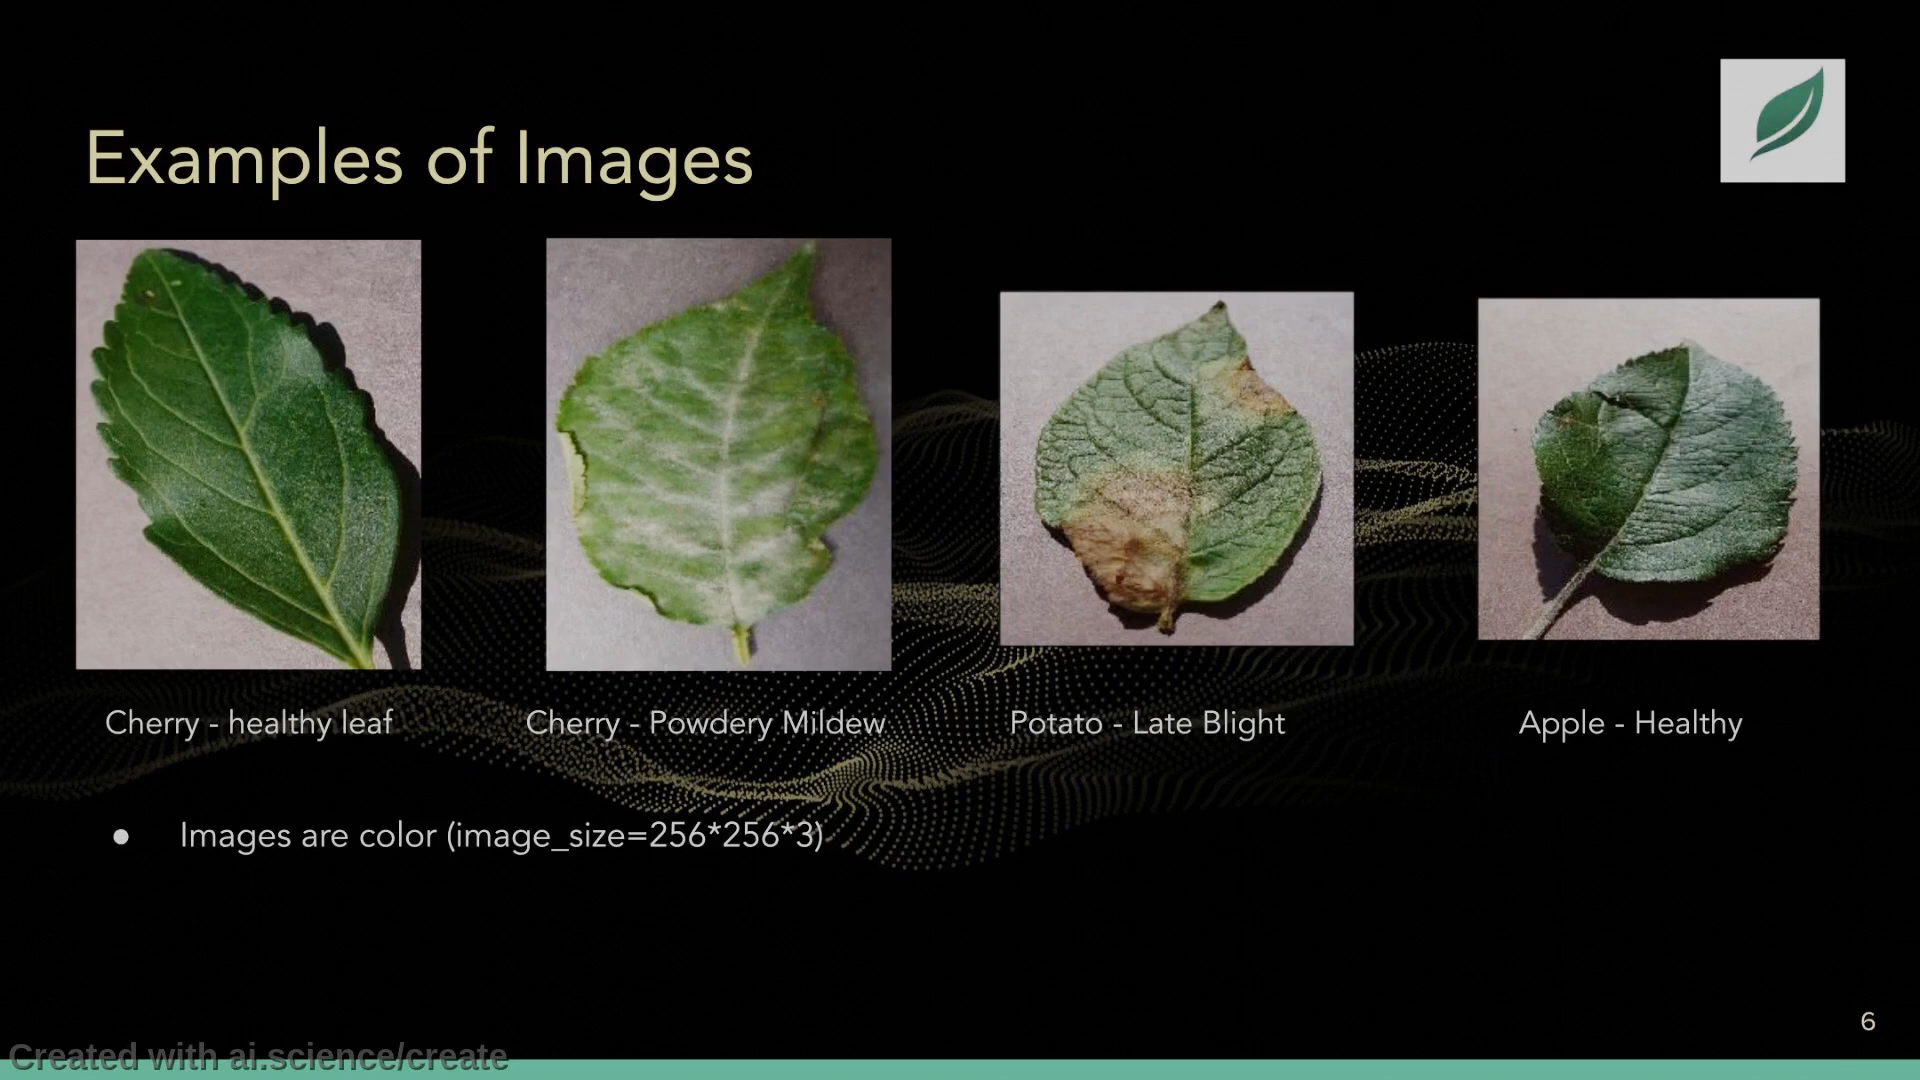 Examples of Images
Cherry - healthy leaf
Cherry - Powdery Mildew
Potato - Late Blight
Apple - Healthy
● Images are color (image_size=256*256*3)
6
Created with ai.science/create